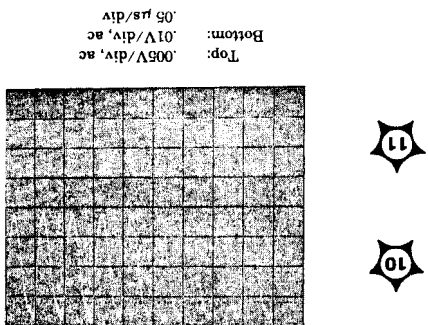 10
11
Top: .005V/div, ac
Bottom: .01V/div, ac
.05 μs/div